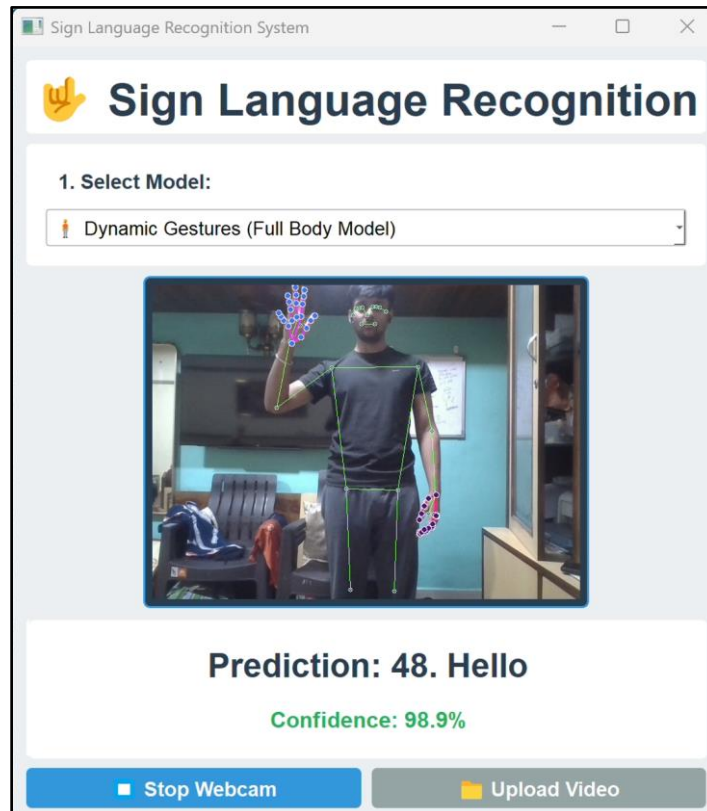 Sign Language Recognition System
🤟 Sign Language Recognition
1. Select Model:
🧍 Dynamic Gestures (Full Body Model)
Prediction: 48. Hello
Confidence: 98.9%
Stop Webcam
Upload Video